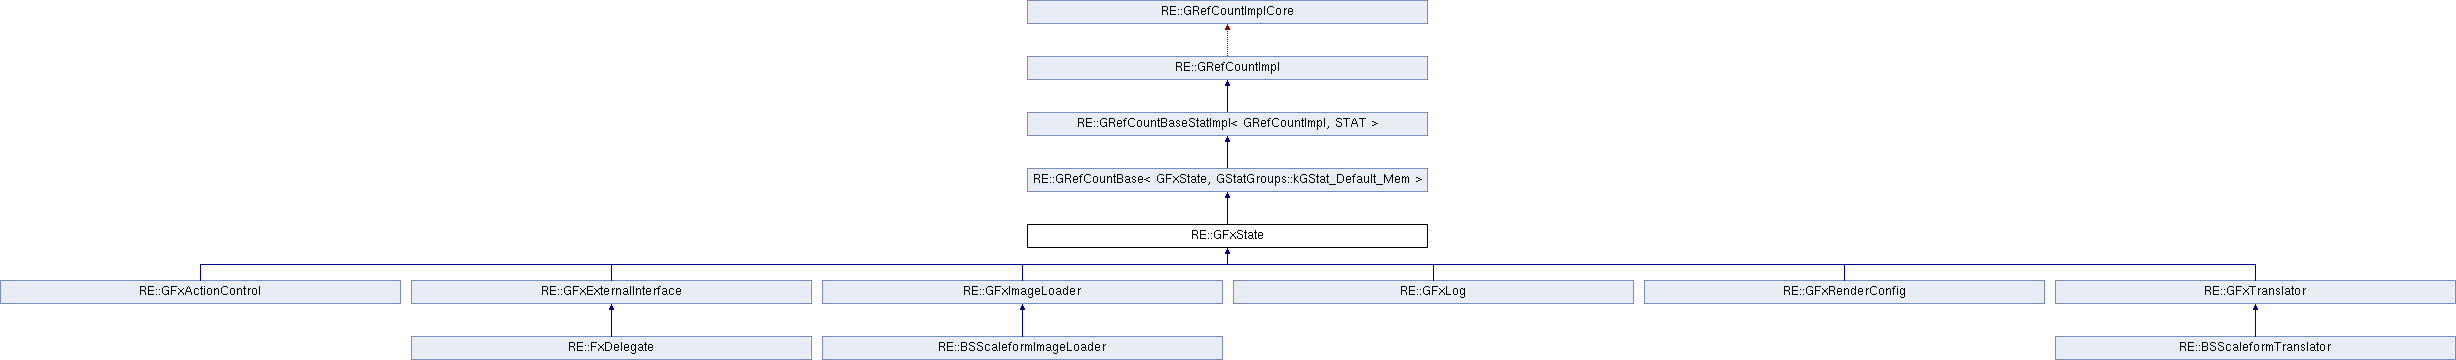 RE::GRefCountImplCore
RE::GRefCountImpl
RE::GRefCountBaseStatImpl< GRefCountImpl, STAT >
RE::GRefCountBase< GFxState, GStatGroups::kGStat_Default_Mem >
RE::GFxState
RE::GFxActionControl
RE::GFxExternalInterface
RE::GFxImageLoader
RE::GFxLog
RE::GFxRenderConfig
RE::GFxTranslator
RE::FxDelegate
RE::BSScaleformImageLoader
RE::BSScaleformTranslator